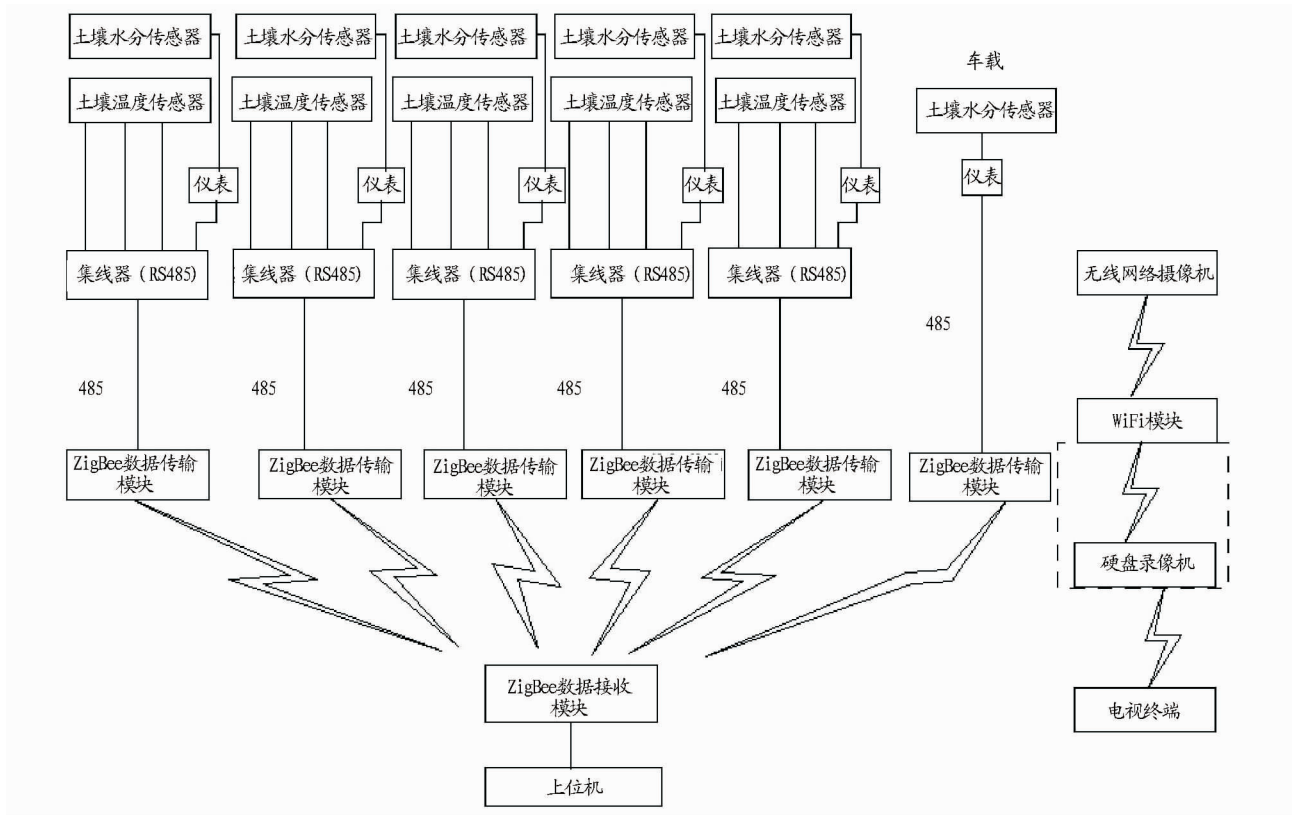 土壤水分传感器
土壤水分传感器
土壤水分传感器
土壤水分传感器
土壤水分传感器
车载
土壤温度传感器
土壤温度传感器
土壤温度传感器
土壤温度传感器
土壤温度传感器
土壤水分传感器
仪表
仪表
仪表
仪表
仪表
仪表
集线器(RS485)
集线器(RS485)
集线器(RS485)
集线器(RS485)
集线器(RS485)
无线网络摄像机
485
485
485
485
485
485
WiFi模块
ZigBee数据传输
模块
ZigBee数据传输
模块
ZigBee数据传输
模块
ZigBee数据传输
模块
ZigBee数据传输
模块
ZigBee数据传输
模块
硬盘录像机
ZigBee数据接收
模块
电视终端
上位机